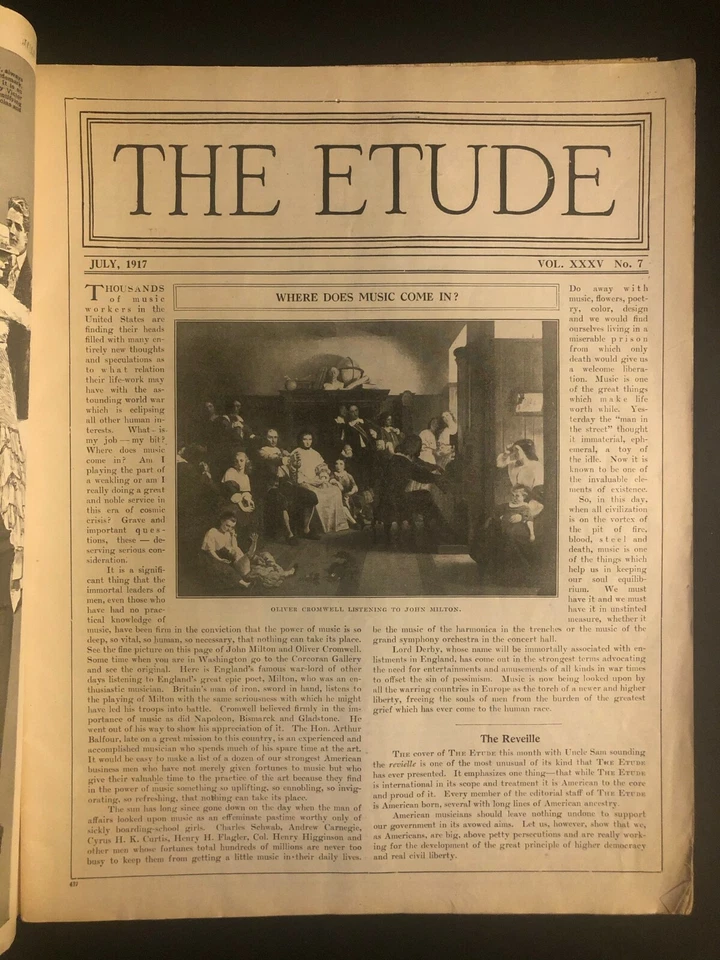 THE ETUDE
JULY, 1917
VOL. XXXV No. 7
WHERE DOES MUSIC COME IN?
THOUSANDS
of music
workers in the
United States are
finding their heads
filled with many en-
tirely new thoughts
and speculations as
to what relation
their life-work may
have with the as-
tounding world war
which is eclipsing
all other human in-
terests. What is
my job—my bit?
Where does music
come in? Am I
playing the part of
a weakling or am I
really doing a great
and noble service in
this era of cosmic
crisis? Grave and
important ques-
tions, these — de-
serving serious con-
sideration.
It is a signifi-
cant thing that the
immortal leaders of
men, even those who
have had no prac-
tical knowledge of
music, have been firm in the conviction that the power of music is so
deep, so vital, so human, so necessary, that nothing can take its place.
See the fine picture on this page of John Milton and Oliver Cromwell.
Some time when you are in Washington go to the Corcoran Gallery
and see the original. Here is England's famous war-lord of other
days listening to England's great epic poet, Milton, who was an en-
thusiastic musician. Britain's man of iron, sword in hand, listens to
the playing of Milton with the same seriousness with which he might
have led his troops into battle. Cromwell believed firmly in the im-
portance of music as did Napoleon, Bismarck and Gladstone. He
went out of his way to show his appreciation of it. The Hon. Arthur
Balfour, late on a great mission to this country, is an experienced and
accomplished musician who spends much of his spare time at the art.
It would be easy to make a list of a dozen of our strongest American
business men who have not merely given fortunes to music but who
give their valuable time to the practice of the art because they find
in the power of music something so uplifting, so ennobling, so invig-
orating, so refreshing, that nothing can take its place.
The sun has long since gone down on the day when the man of
affairs looked upon music as an effeminate pastime worthy only of
sickly boarding-school girls. Charles Schwab, Andrew Carnegie,
Cyrus H. K. Curtis, Henry H. Flagler, Col. Henry Higginson and
other men whose fortunes total hundreds of millions are never too
busy to keep them from getting a little music in their daily lives.
OLIVER CROMWELL LISTENING TO JOHN MILTON.
Do away with
music, flowers, poet-
ry, color, design
and we would find
ourselves living in a
miserable prison
from which only
death would give us
a welcome libera-
tion. Music is one
of the great things
which make life
worth while. Yes-
terday the "man in
the street" thought
it immaterial, eph-
emeral, a toy of
the idle. Now it is
known to be one of
the invaluable ele-
ments of existence.
So, in this day,
when all civilization
is on the vortex of
the pit of fire,
blood, steel and
death, music is one
of the things which
help us in keeping
our soul equilib-
rium. We must
have it and we must
have it in unstinted
measure, whether it
be the music of the harmonica in the trenches or the music of the
grand symphony orchestra in the concert hall.
Lord Derby, whose name will be immortally associated with en-
listments in England, has come out in the strongest terms advocating
the need for entertainments and amusements of all kinds in war times
to offset the sin of pessimism. Music is now being looked upon by
all the warring countries in Europe as the torch of a newer and higher
liberty, freeing the souls of men from the burden of the greatest
grief which has ever come to the human race.
The Reveille
THE cover of THE ETUDE this month with Uncle Sam sounding
the reveille is one of the most unusual of its kind that THE ETUDE
has ever presented. It emphasizes one thing—that while THE ETUDE
is international in its scope and treatment it is American to the core
and proud of it. Every member of the editorial staff of THE ETUDE
is American born, several with long lines of American ancestry.
American musicians should leave nothing undone to support
our government in its avowed aims. Let us, however, show that we,
as Americans, are big, above petty persecutions and are really work-
ing for the development of the great principle of higher democracy
and real civil liberty.
437